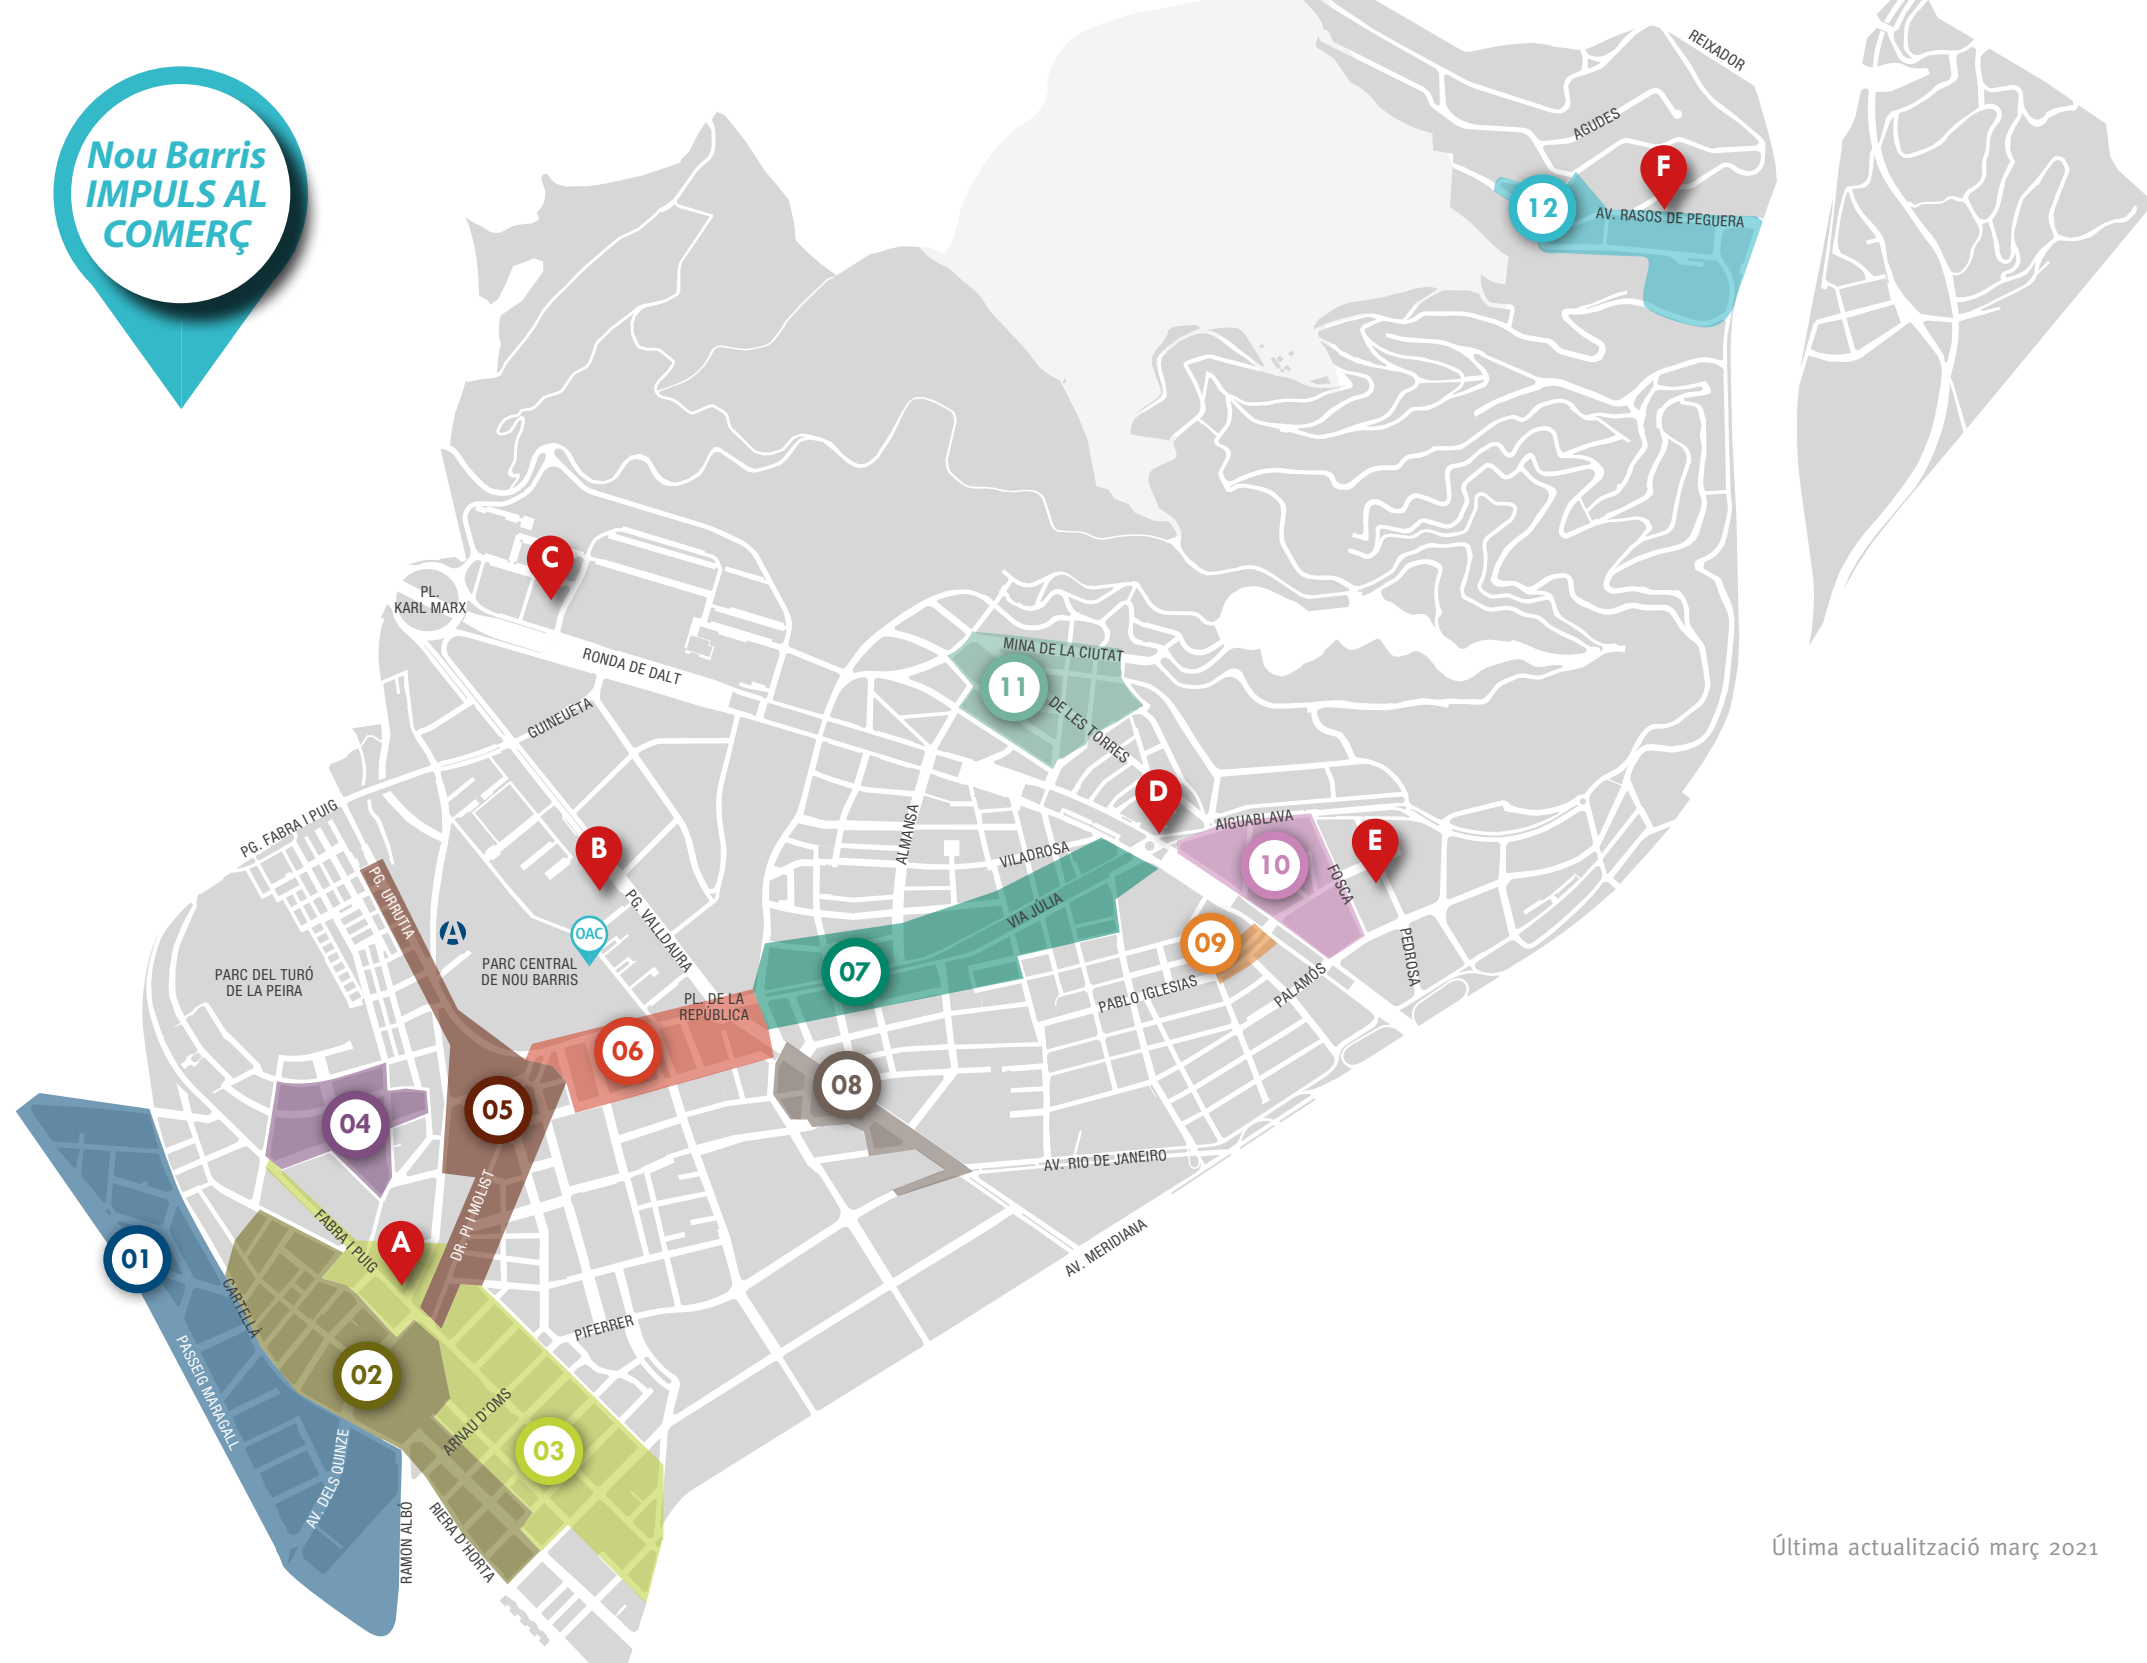 Nou Barris
IMPULS AL
COMERÇ
REIXADOR
AGUDES
F
12
AV. RASOS DE PEGUERA
C
PL.
KARL MARX
RONDA DE DALT
GUINEUETA
MINA DE LA CIUTAT
11
DE LES TORRES
D
AIGUABLAVA
PG. FABRA I PUIG
B
ALMANSA
VILADROSA
10
E
FOSCA
PG. URRUTIA
A
OAC
PG. VALLDAURA
VIA JÚLIA
09
PEDROSA
PARC DEL TURÓ
DE LA PEIRA
PARC CENTRAL
DE NOU BARRIS
07
PABLO IGLESIAS
PALAMÓS
PL. DE LA
REPÚBLICA
06
08
04
05
AV. RIO DE JANEIRO
DR. PI I MOLIST
FABRA I PUIG
A
01
AV. MERIDIANA
CARTELLÀ
PIFERRER
PASSEIG MARAGALL
02
ARNAU D'OMS
03
AV. DELS QUINZE
RAMON ALBÓ
RIERA D'HORTA
Última actualització març 2021